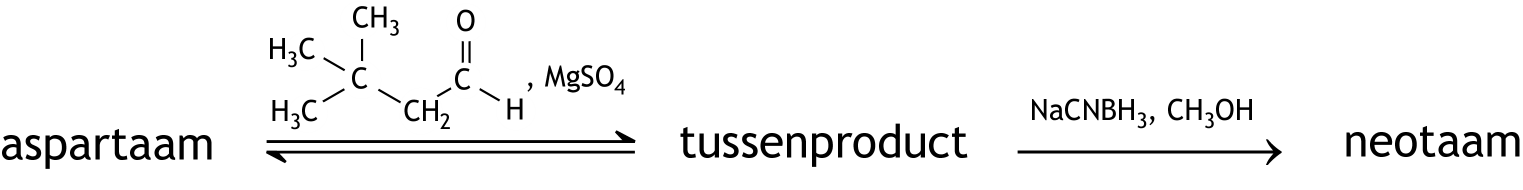 CH₃
O
H₃C
C
C
, MgSO₄
H₃C
CH₂
H
NaCNBH₃, CH₃OH
aspartaam
tussenproduct
neotaam